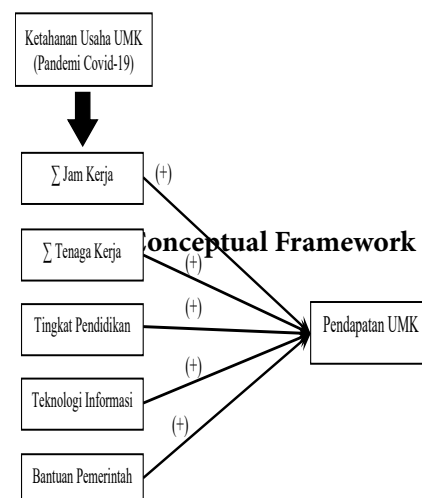 Ketahanan Usaha UMK
(Pandemi Covid-19)
∑ Jam Kerja
(+)
onceptual Framework
∑ Tenaga Kerja
(+)
(+)
Tingkat Pendidikan
Pendapatan UMK
(+)
Teknologi Informasi
(+)
Bantuan Pemerintah